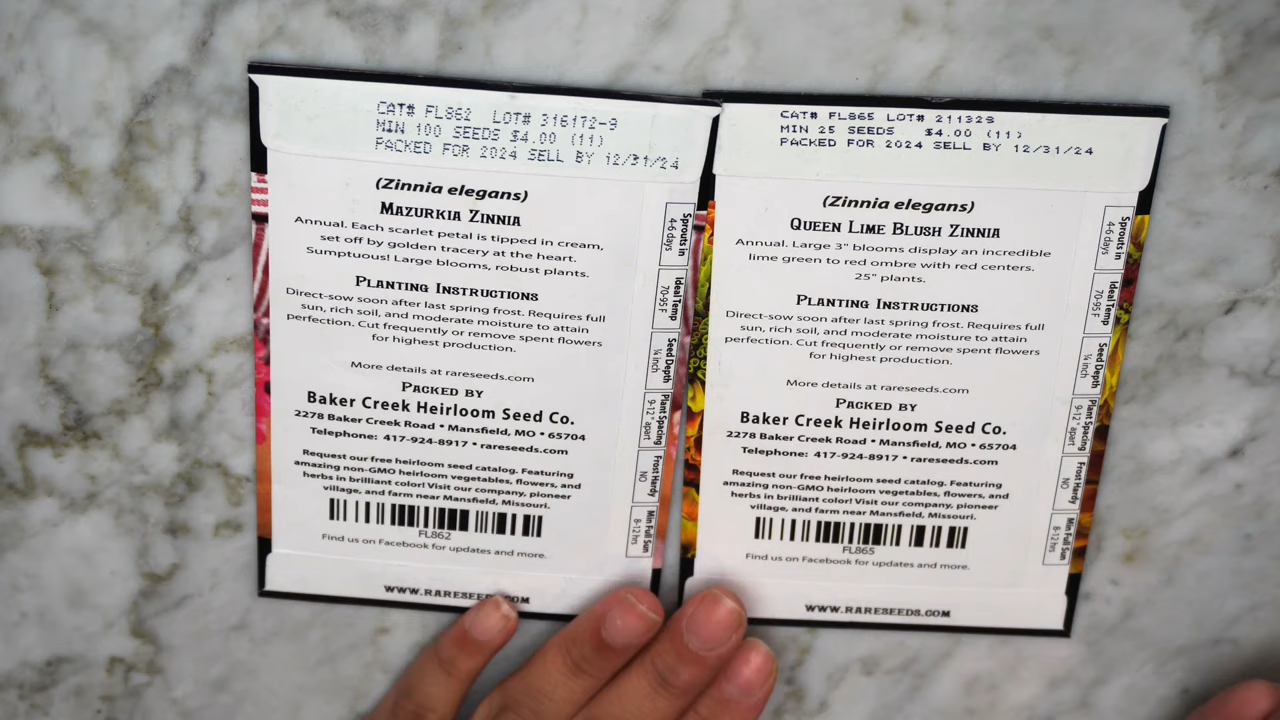 CAT# FL862 LOT# 316172-9
MIN 100 SEEDS $4.00 (11)
PACKED FOR 2024 SELL BY 12/31/24
(Zinnia elegans)
MAZURKIA ZINNIA
Annual. Each scarlet petal is tipped in cream,
set off by golden tracery at the heart.
Sumptuous! Large blooms, robust plants.
PLANTING INSTRUCTIONS
Direct-sow soon after last spring frost. Requires full
sun, rich soil, and moderate moisture to attain
perfection. Cut frequently or remove spent flowers
for highest production.
More details at rareseeds.com
PACKED BY
Baker Creek Heirloom Seed Co.
2278 Baker Creek Road • Mansfield, MO • 65704
Telephone: 417-924-8917 • rareseeds.com
Request our free heirloom seed catalog. Featuring
amazing non-GMO heirloom vegetables, flowers, and
herbs in brilliant color! Visit our company, pioneer
village, and farm near Mansfield, Missouri.
FL862
Find us on Facebook for updates and more.
WWW.RARESEEDS.COM
Sprouts in
4-6 days
Ideal Temp
70-95 F
Seed Depth
¼ inch
Plant Spacing
9-12" apart
Frost Hardy
NO
Min Full Sun
8-12 hrs
CAT# FL865 LOT# 211329
MIN 25 SEEDS $4.00 (11)
PACKED FOR 2024 SELL BY 12/31/24
(Zinnia elegans)
QUEEN LIME BLUSH ZINNIA
Annual. Large 3" blooms display an incredible
lime green to red ombre with red centers.
25" plants.
PLANTING INSTRUCTIONS
Direct-sow soon after last spring frost. Requires full
sun, rich soil, and moderate moisture to attain
perfection. Cut frequently or remove spent flowers
for highest production.
More details at rareseeds.com
PACKED BY
Baker Creek Heirloom Seed Co.
2278 Baker Creek Road • Mansfield, MO • 65704
Telephone: 417-924-8917 • rareseeds.com
Request our free heirloom seed catalog. Featuring
amazing non-GMO heirloom vegetables, flowers, and
herbs in brilliant color! Visit our company, pioneer
village, and farm near Mansfield, Missouri.
FL865
Find us on Facebook for updates and more.
WWW.RARESEEDS.COM
Sprouts in
4-6 days
Ideal Temp
70-95 F
Seed Depth
¼ inch
Plant Spacing
9-12" apart
Frost Hardy
NO
Min Full Sun
8-12 hrs